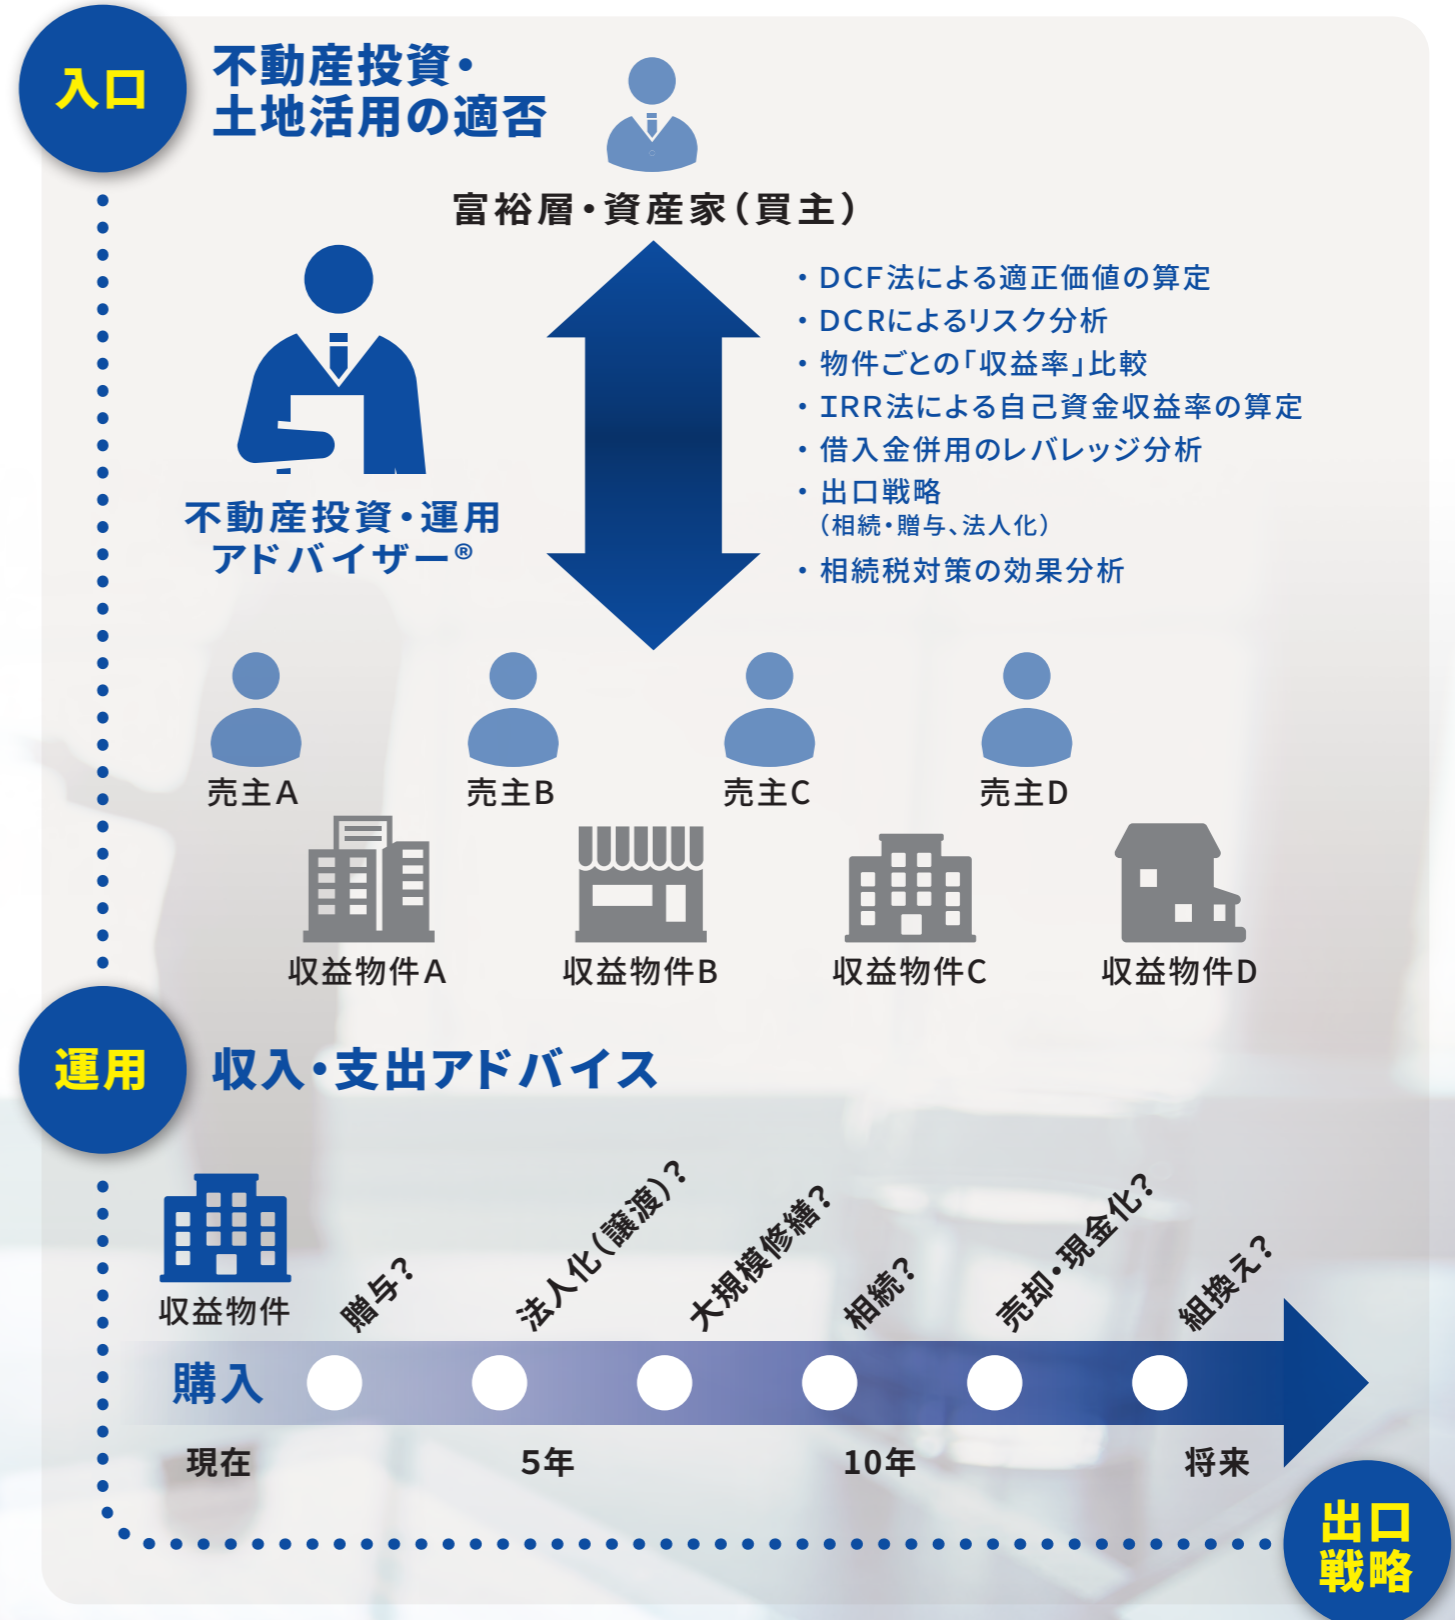 入口
不動産投資・
土地活用の適否
富裕層・資産家（買主）
不動産投資・運用
アドバイザー®
・DCF法による適正価値の算定
・DCRによるリスク分析
・物件ごとの「収益率」比較
・IRR法による自己資金収益率の算定
・借入金併用のレバレッジ分析
・出口戦略
（相続・贈与、法人化）
・相続税対策の効果分析
売主A
売主B
売主C
売主D
収益物件A
収益物件B
収益物件C
収益物件D
運用
収入・支出アドバイス
収益物件
贈与？
法人化（譲渡）？
大規模修繕？
相続？
売却・現金化？
組換え？
購入
現在
5年
10年
将来
出口
戦略